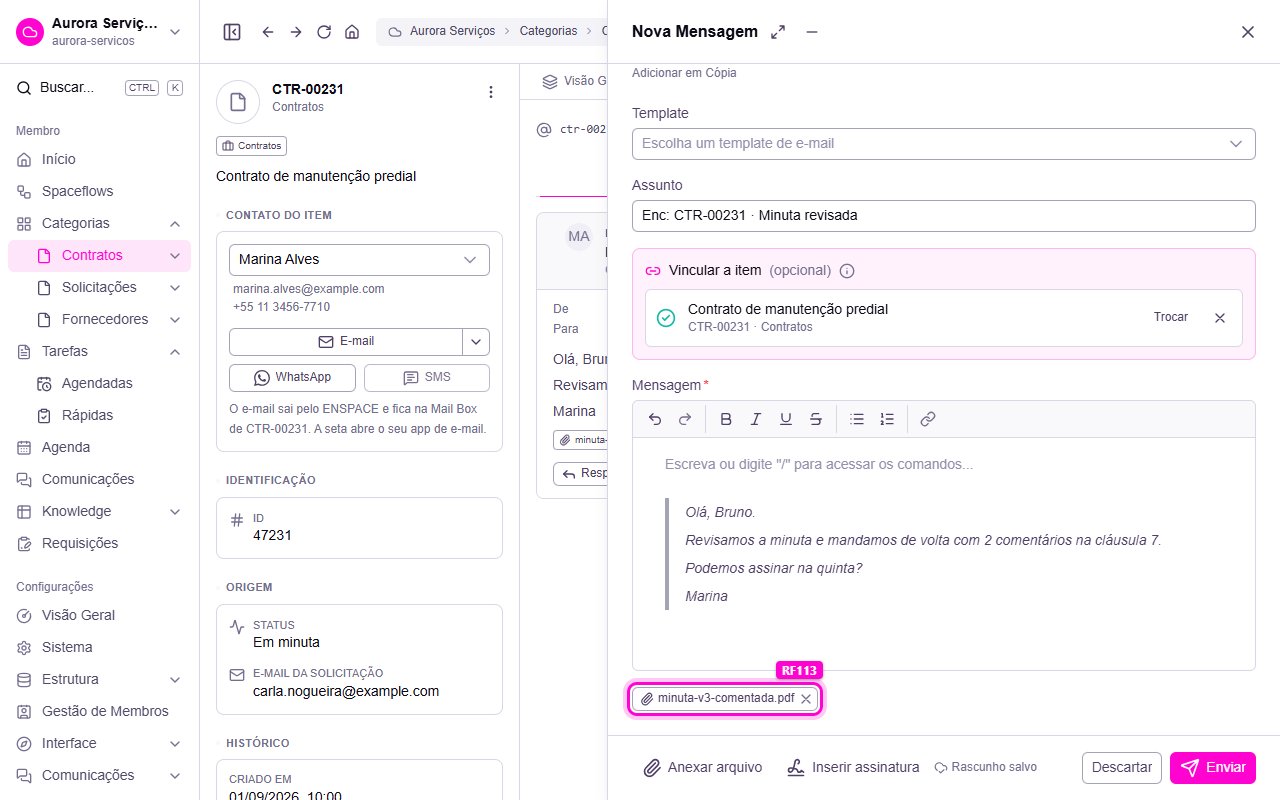 Aurora Serviç...
aurora-servicos
Buscar...
CTRL
K
Membro
Início
Spaceflows
Categorias
Contratos
Solicitações
Fornecedores
Tarefas
Agendadas
Rápidas
Agenda
Comunicações
Knowledge
Requisições
Configurações
Visão Geral
Sistema
Estrutura
Gestão de Membros
Interface
Comunicações
Aurora Serviços
Categorias
CTR-00231
Contratos
Contratos
Contrato de manutenção predial
CONTATO DO ITEM
Marina Alves
marina.alves@example.com
+55 11 3456-7710
E-mail
WhatsApp
SMS
O e-mail sai pelo ENSPACE e fica na Mail Box
de CTR-00231. A seta abre o seu app de e-mail.
IDENTIFICAÇÃO
ID
47231
ORIGEM
STATUS
Em minuta
E-MAIL DA SOLICITAÇÃO
carla.nogueira@example.com
HISTÓRICO
CRIADO EM
01/09/2026, 10:00
Visão G
ctr-002
MA
De
Para
Olá, Brun
Revisam
Marina
minuta-
Resp
Nova Mensagem
Adicionar em Cópia
Template
Escolha um template de e-mail
Assunto
Enc: CTR-00231 · Minuta revisada
Vincular a item (opcional)
Contrato de manutenção predial
CTR-00231 · Contratos
Trocar
Mensagem*
Escreva ou digite "/" para acessar os comandos...
Olá, Bruno.
Revisamos a minuta e mandamos de volta com 2 comentários na cláusula 7.
Podemos assinar na quinta?
Marina
RF113
minuta-v3-comentada.pdf
Anexar arquivo
Inserir assinatura
Rascunho salvo
Descartar
Enviar